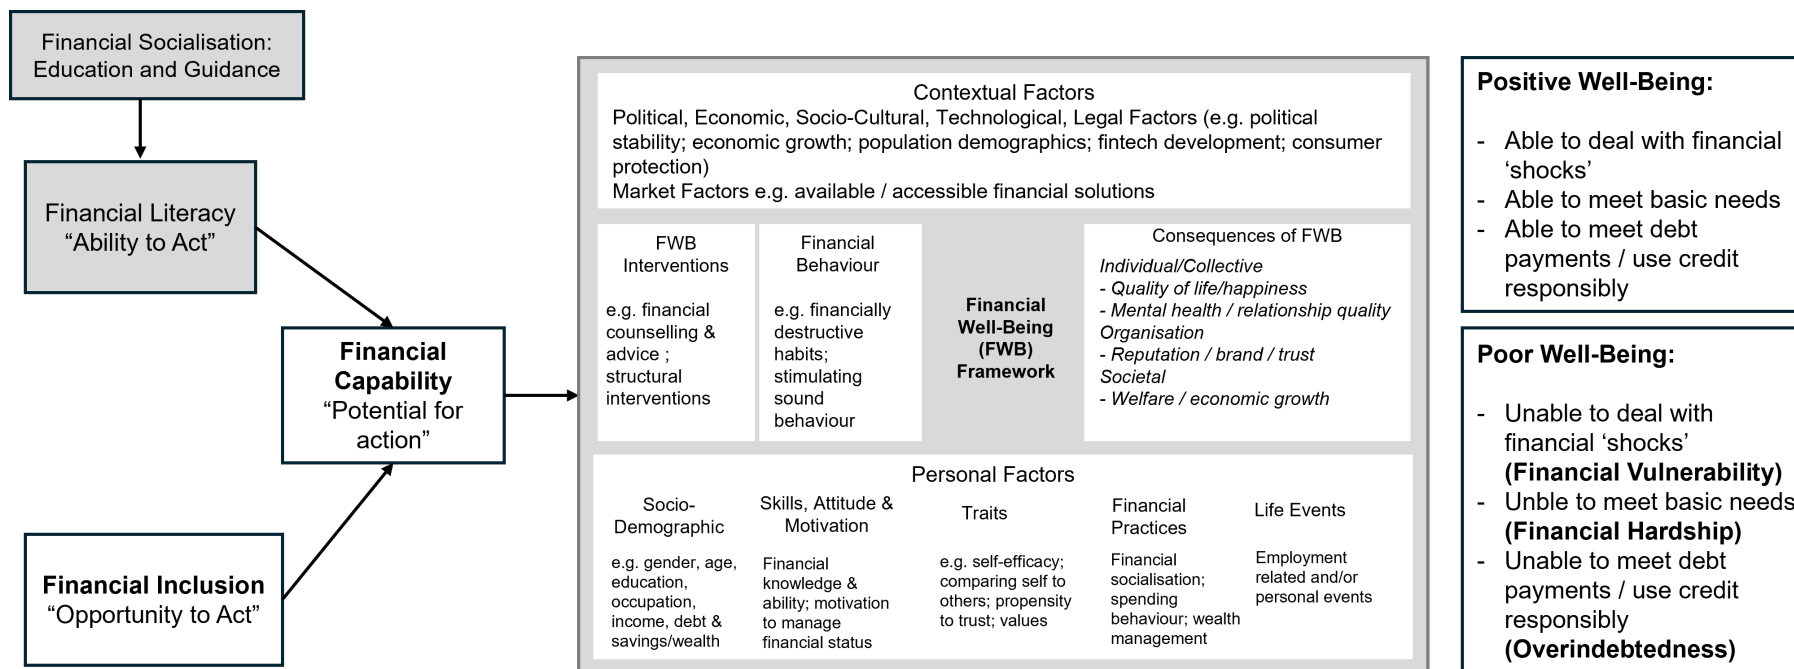 Financial Socialisation:
Education and Guidance
Financial Literacy
“Ability to Act”
Financial
Capability
“Potential for
action”
Financial Inclusion
“Opportunity to Act”
Contextual Factors
Political, Economic, Socio-Cultural, Technological, Legal Factors (e.g. political
stability; economic growth; population demographics; fintech development; consumer
protection)
Market Factors e.g. available / accessible financial solutions
FWB
Interventions
e.g. financial
counselling &
advice ;
structural
interventions
Financial
Behaviour
e.g. financially
destructive
habits;
stimulating
sound
behaviour
Financial
Well-Being
(FWB)
Framework
Consequences of FWB
Individual/Collective
- Quality of life/happiness
- Mental health / relationship quality
Organisation
- Reputation / brand / trust
Societal
- Welfare / economic growth
Personal Factors
Socio-
Demographic
e.g. gender, age,
education,
occupation,
income, debt &
savings/wealth
Skills, Attitude &
Motivation
Financial
knowledge &
ability; motivation
to manage
financial status
Traits
e.g. self-efficacy;
comparing self to
others; propensity
to trust; values
Financial
Practices
Financial
socialisation;
spending
behaviour; wealth
management
Life Events
Employment
related and/or
personal events
Positive Well-Being:
- Able to deal with financial
‘shocks’
- Able to meet basic needs
- Able to meet debt
payments / use credit
responsibly
Poor Well-Being:
- Unable to deal with
financial ‘shocks’
(Financial Vulnerability)
- Unble to meet basic needs
(Financial Hardship)
- Unable to meet debt
payments / use credit
responsibly
(Overindebtedness)